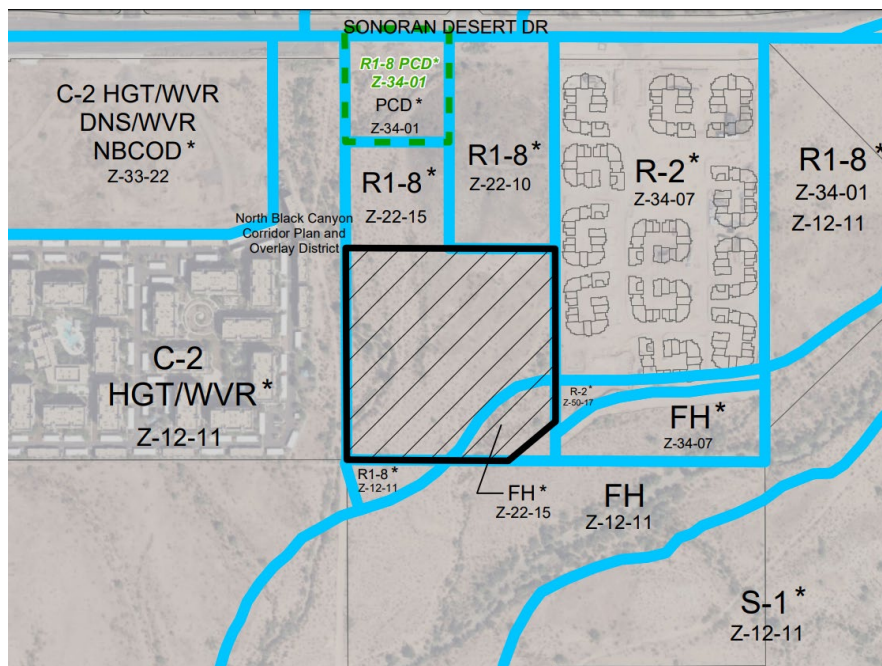 SONORAN DESERT DR
R1-8 PCD*
Z-34-01
PCD *
Z-34-01
C-2 HGT/WVR
DNS/WVR
NBCOD *
Z-33-22
R1-8 *
Z-22-15
R1-8 *
Z-22-10
R-2 *
Z-34-07
R1-8 *
Z-34-01
Z-12-11
North Black Canyon
Corridor Plan and
Overlay District
C-2
HGT/WVR *
Z-12-11
R-2 *
Z-50-17
FH *
Z-34-07
R1-8 *
Z-12-11
FH *
Z-22-15
FH
Z-12-11
S-1 *
Z-12-11